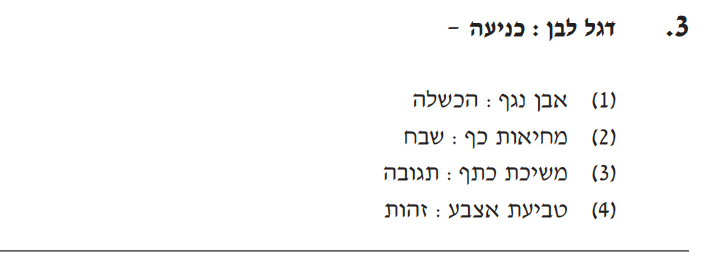 3. דגל לבן : כניעה –
(1) אבן נגף : הכשלה
(2) מחיאות כף : שבח
(3) משיכת כתף : תגובה
(4) טביעת אצבע : זהות